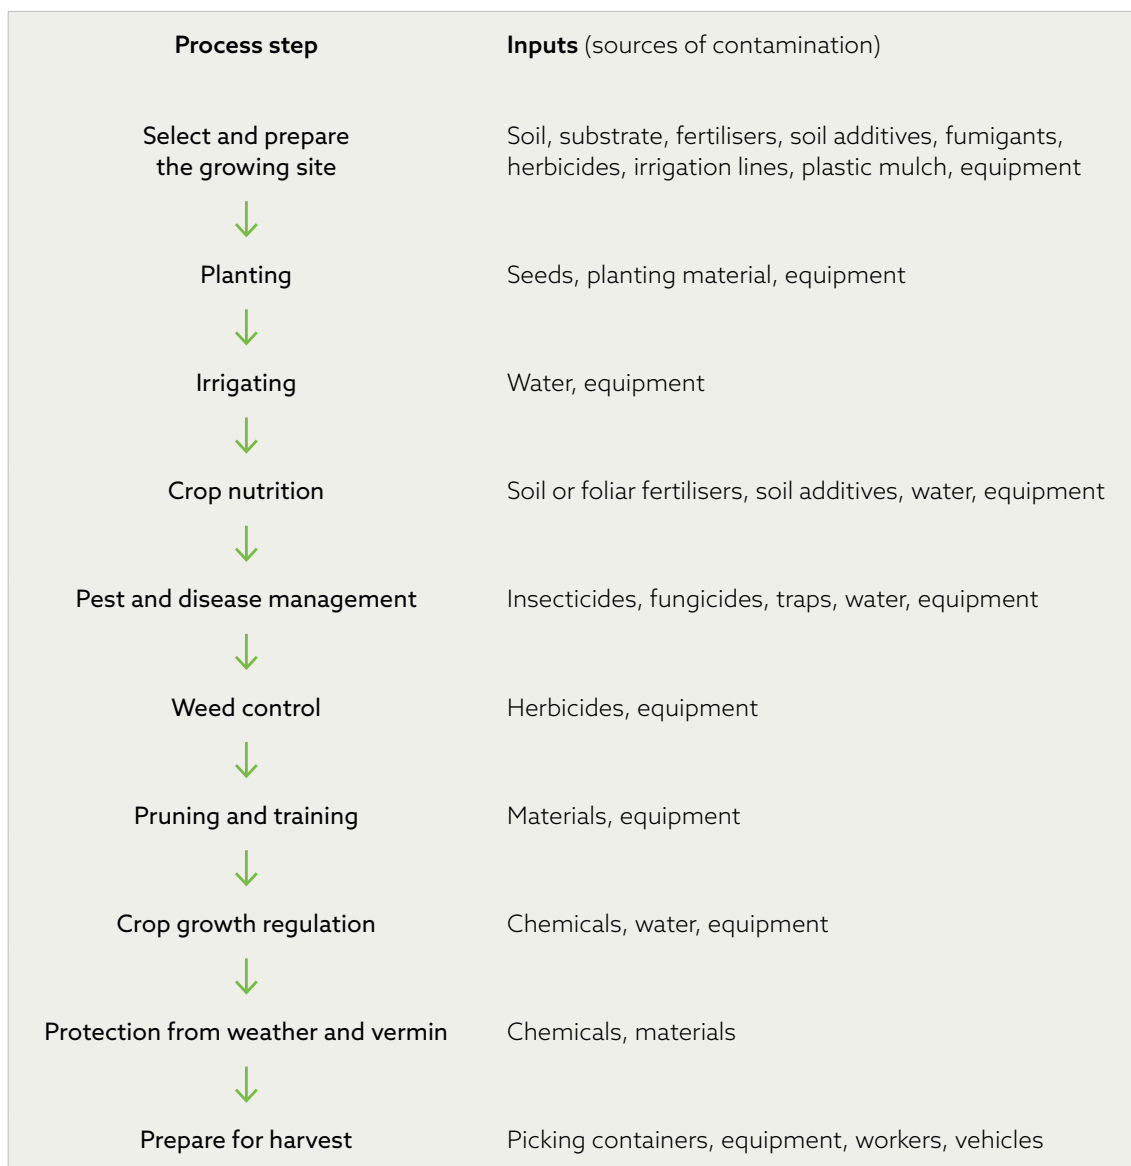 Process step
Inputs (sources of contamination)
Select and prepare
the growing site
Soil, substrate, fertilisers, soil additives, fumigants,
herbicides, irrigation lines, plastic mulch, equipment
Planting
Seeds, planting material, equipment
Irrigating
Water, equipment
Crop nutrition
Soil or foliar fertilisers, soil additives, water, equipment
Pest and disease management
Insecticides, fungicides, traps, water, equipment
Weed control
Herbicides, equipment
Pruning and training
Materials, equipment
Crop growth regulation
Chemicals, water, equipment
Protection from weather and vermin
Chemicals, materials
Prepare for harvest
Picking containers, equipment, workers, vehicles